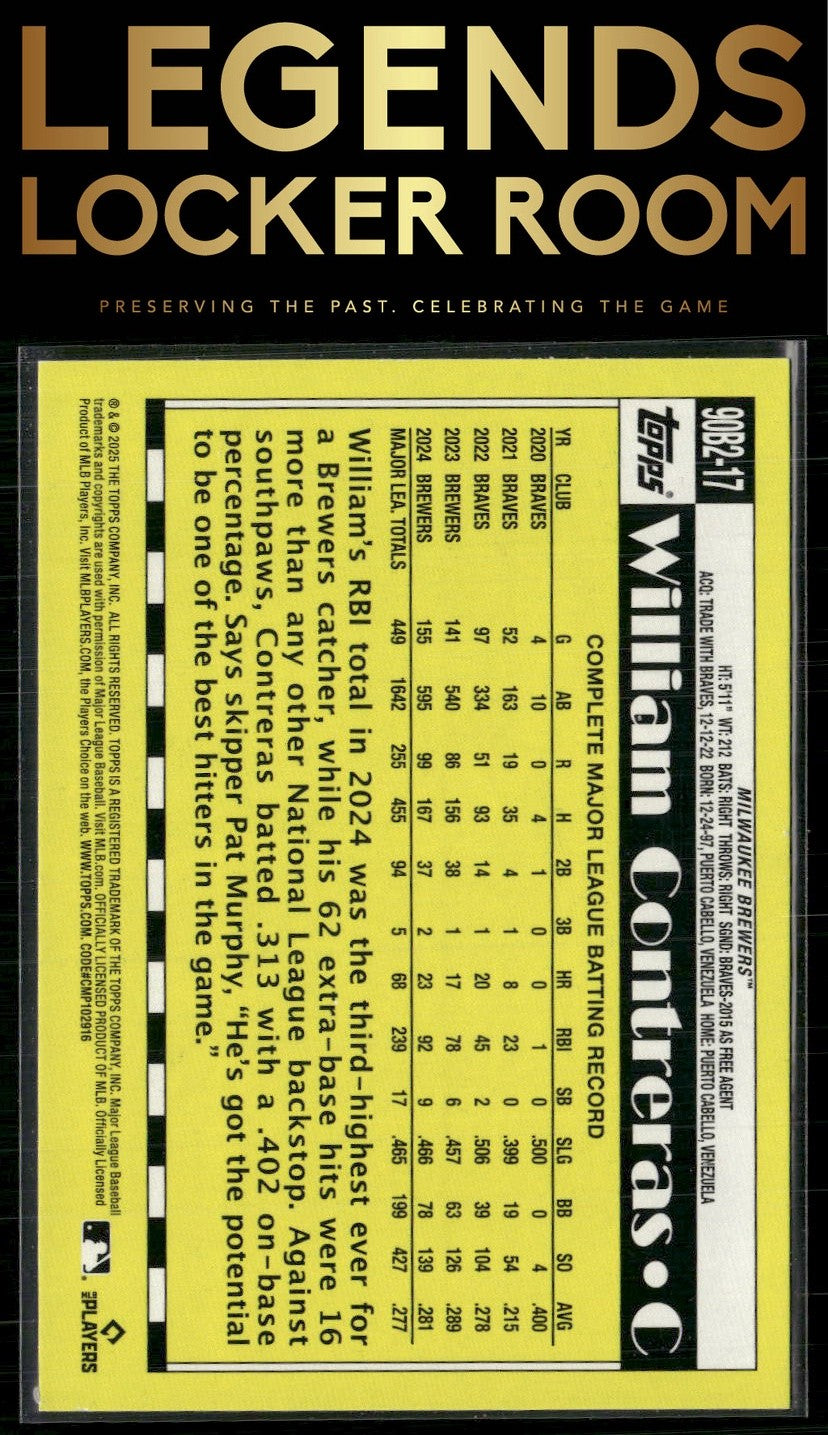 LEGENDS
LOCKER ROOM
PRESERVING THE PAST. CELEBRATING THE GAME
90B2-17
MILWAUKEE BREWERS™
HT: 5'11" WT: 212 BATS: RIGHT THROWS: RIGHT SGND: BRAVES-2015 AS FREE AGENT
ACQ: TRADE WITH BRAVES, 12-12-22 BORN: 12-24-97, PUERTO CABELLO, VENEZUELA HOME: PUERTO CABELLO, VENEZUELA
topps® William Contreras • C
COMPLETE MAJOR LEAGUE BATTING RECORD
YR CLUB G AB R H 2B 3B HR RBI SB SLG BB SO AVG
2020 BRAVES 4 10 0 4 1 0 0 1 0 .500 0 4 .400
2021 BRAVES 52 163 19 35 4 1 8 23 0 .399 19 54 .215
2022 BRAVES 97 334 51 93 14 1 20 45 2 .506 39 104 .278
2023 BREWERS 141 540 86 156 38 1 17 78 6 .457 63 126 .289
2024 BREWERS 155 595 99 167 37 2 23 92 9 .466 78 139 .281
MAJOR LEA. TOTALS 449 1642 255 455 94 5 68 239 17 .465 199 427 .277
William's RBI total in 2024 was the third-highest ever for
a Brewers catcher, while his 62 extra-base hits were 16
more than any other National League backstop. Against
southpaws, Contreras batted .313 with a .402 on-base
percentage. Says skipper Pat Murphy, “He's got the potential
to be one of the best hitters in the game.”
® & © 2025 THE TOPPS COMPANY, INC. ALL RIGHTS RESERVED. TOPPS IS A REGISTERED TRADEMARK OF THE TOPPS COMPANY, INC. Major League Baseball
trademarks and copyrights are used with permission of Major League Baseball. Visit MLB.com. OFFICIALLY LICENSED PRODUCT OF MLB. Officially Licensed
Product of MLB Players, Inc. Visit MLBPLAYERS.COM, the Players Choice on the web. WWW.TOPPS.COM. CODE#CMP102916
MLB PLAYERS